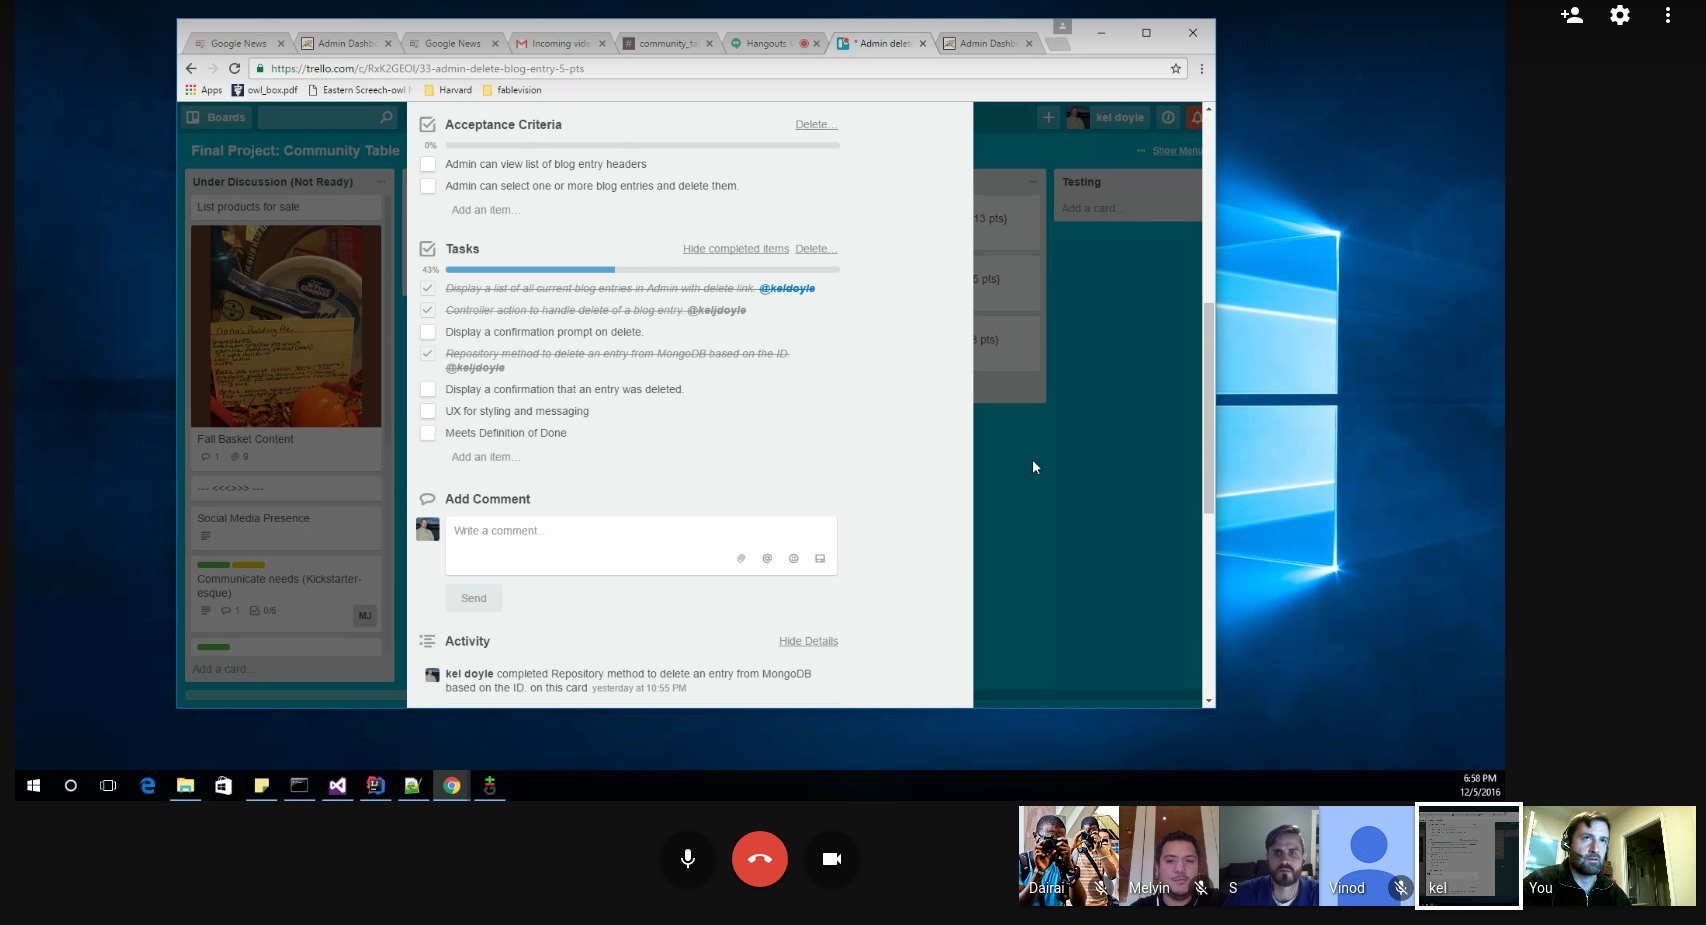 Google News
Admin Dashb
Google News
Incoming vide
community_ta
Hangouts
* Admin delet
Admin Dashb
https://trello.com/c/RxK2GEOI/33-admin-delete-blog-entry-5-pts
Apps
owl_box.pdf
Eastern Screech-owl
Harvard
fablevision
Boards
kel doyle
Final Project: Community Table
Show Menu
Under Discussion (Not Ready)
List products for sale
Nana's Pudding Pie
Fall Basket Content
1
9
--- <<<>>> ---
Social Media Presence
Communicate needs (Kickstarter-
esque)
1
0/6
MJ
Add a card...
Acceptance Criteria
Delete...
0%
Admin can view list of blog entry headers
Admin can select one or more blog entries and delete them.
Add an item...
Tasks
Hide completed items
Delete...
43%
Display a list of all current blog entries in Admin with delete link. @keldoyle
Controller action to handle delete of a blog entry. @keljdoyle
Display a confirmation prompt on delete.
Repository method to delete an entry from MongoDB based on the ID.
@keljdoyle
Display a confirmation that an entry was deleted.
UX for styling and messaging
Meets Definition of Done
Add an item...
Add Comment
Write a comment...
Send
Activity
Hide Details
kel doyle completed Repository method to delete an entry from MongoDB
based on the ID. on this card yesterday at 10:55 PM
13 pts}
5 pts}
pts}
Testing
Add a card...
6:58 PM
12/5/2016
Dairai
Melvin
S
Vinod
kel
You